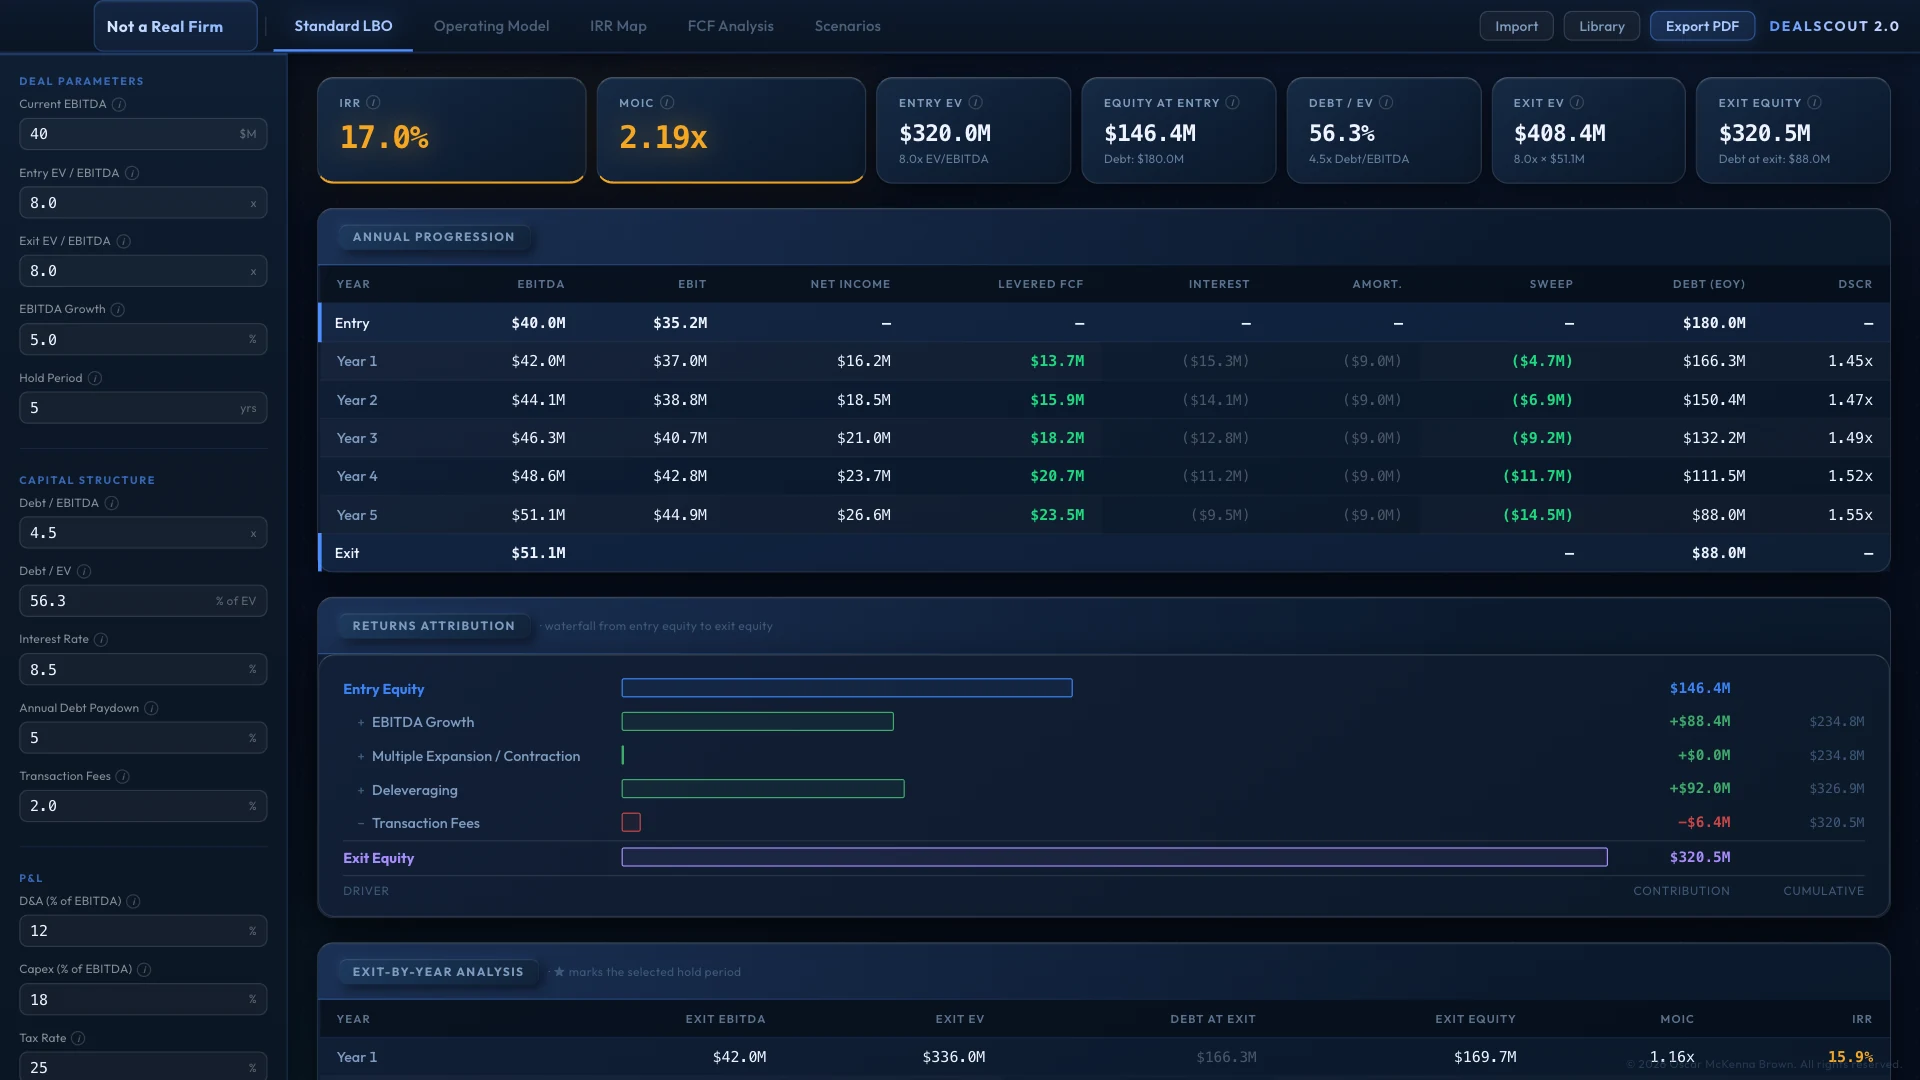 Not a Real Firm
Standard LBO
Operating Model
IRR Map
FCF Analysis
Scenarios
Import
Library
Export PDF
DEALSCOUT 2.0
DEAL PARAMETERS
Current EBITDA i
40 $M
Entry EV / EBITDA i
8.0 x
Exit EV / EBITDA i
8.0 x
EBITDA Growth i
5.0 %
Hold Period i
5 yrs
CAPITAL STRUCTURE
Debt / EBITDA i
4.5 x
Debt / EV i
56.3 % of EV
Interest Rate i
8.5 %
Annual Debt Paydown i
5 %
Transaction Fees i
2.0 %
P&L
D&A (% of EBITDA) i
12 %
Capex (% of EBITDA) i
18 %
Tax Rate i
25 %
IRR i
17.0%
MOIC i
2.19x
ENTRY EV i
$320.0M
8.0x EV/EBITDA
EQUITY AT ENTRY i
$146.4M
Debt: $180.0M
DEBT / EV i
56.3%
4.5x Debt/EBITDA
EXIT EV i
$408.4M
8.0x × $51.1M
EXIT EQUITY i
$320.5M
Debt at exit: $88.0M
ANNUAL PROGRESSION
YEAR EBITDA EBIT NET INCOME LEVERED FCF INTEREST AMORT. SWEEP DEBT (EOY) DSCR
Entry $40.0M $35.2M — — — — — $180.0M —
Year 1 $42.0M $37.0M $16.2M $13.7M ($15.3M) ($9.0M) ($4.7M) $166.3M 1.45x
Year 2 $44.1M $38.8M $18.5M $15.9M ($14.1M) ($9.0M) ($6.9M) $150.4M 1.47x
Year 3 $46.3M $40.7M $21.0M $18.2M ($12.8M) ($9.0M) ($9.2M) $132.2M 1.49x
Year 4 $48.6M $42.8M $23.7M $20.7M ($11.2M) ($9.0M) ($11.7M) $111.5M 1.52x
Year 5 $51.1M $44.9M $26.6M $23.5M ($9.5M) ($9.0M) ($14.5M) $88.0M 1.55x
Exit $51.1M — $88.0M —
RETURNS ATTRIBUTION · waterfall from entry equity to exit equity
Entry Equity $146.4M
+ EBITDA Growth +$88.4M $234.8M
+ Multiple Expansion / Contraction +$0.0M $234.8M
+ Deleveraging +$92.0M $326.9M
− Transaction Fees −$6.4M $320.5M
Exit Equity $320.5M
DRIVER CONTRIBUTION CUMULATIVE
EXIT-BY-YEAR ANALYSIS · ★ marks the selected hold period
YEAR EXIT EBITDA EXIT EV DEBT AT EXIT EXIT EQUITY MOIC IRR
Year 1 $42.0M $336.0M $166.3M $169.7M 1.16x 15.9%
© 2026 Oscar McKenna Brown. All rights reserved.